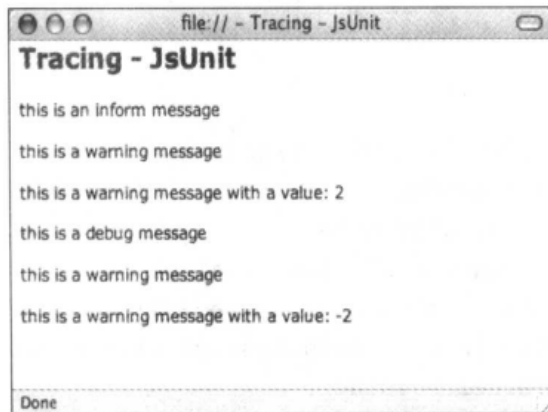 file:// - Tracing - JsUnit
Tracing - JsUnit
this is an inform message
this is a warning message
this is a warning message with a value: 2
this is a debug message
this is a warning message
this is a warning message with a value: -2
Done